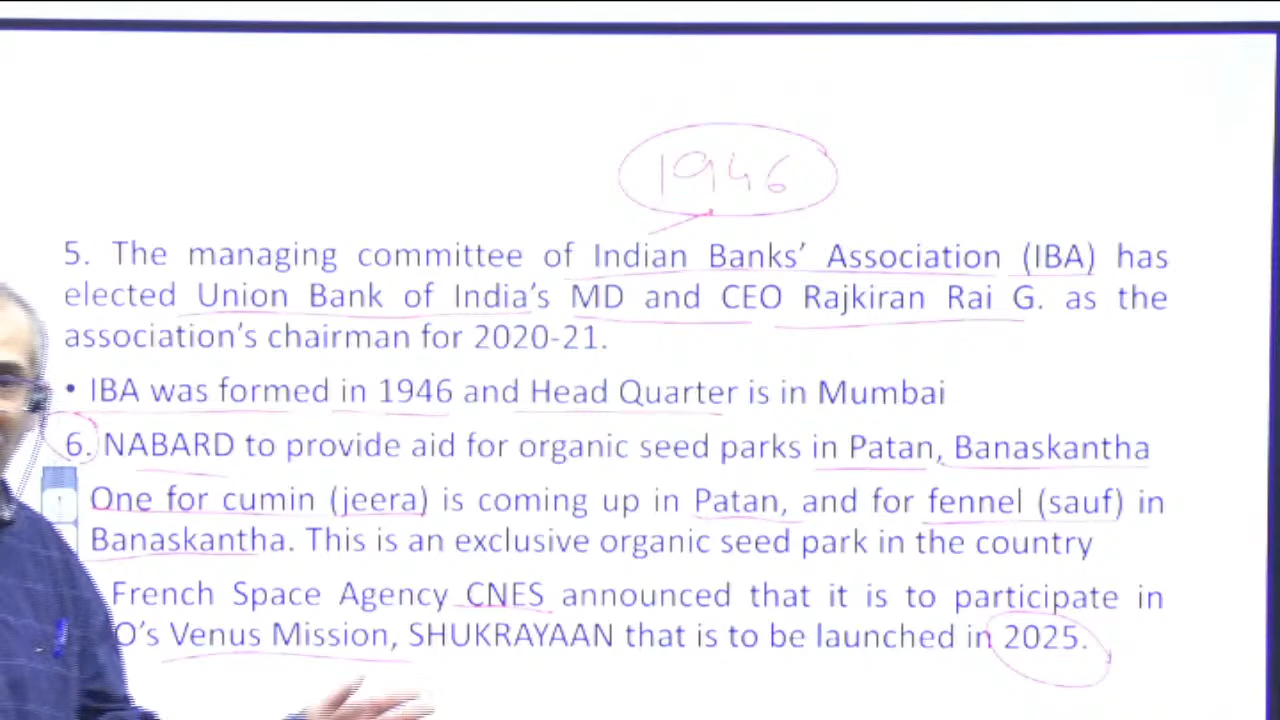 1946
5. The managing committee of Indian Banks’ Association (IBA) has
elected Union Bank of India’s MD and CEO Rajkiran Rai G. as the
association’s chairman for 2020-21.
• IBA was formed in 1946 and Head Quarter is in Mumbai
6. NABARD to provide aid for organic seed parks in Patan, Banaskantha
One for cumin (jeera) is coming up in Patan, and for fennel (sauf) in
Banaskantha. This is an exclusive organic seed park in the country
French Space Agency CNES announced that it is to participate in
O’s Venus Mission, SHUKRAYAAN that is to be launched in 2025.